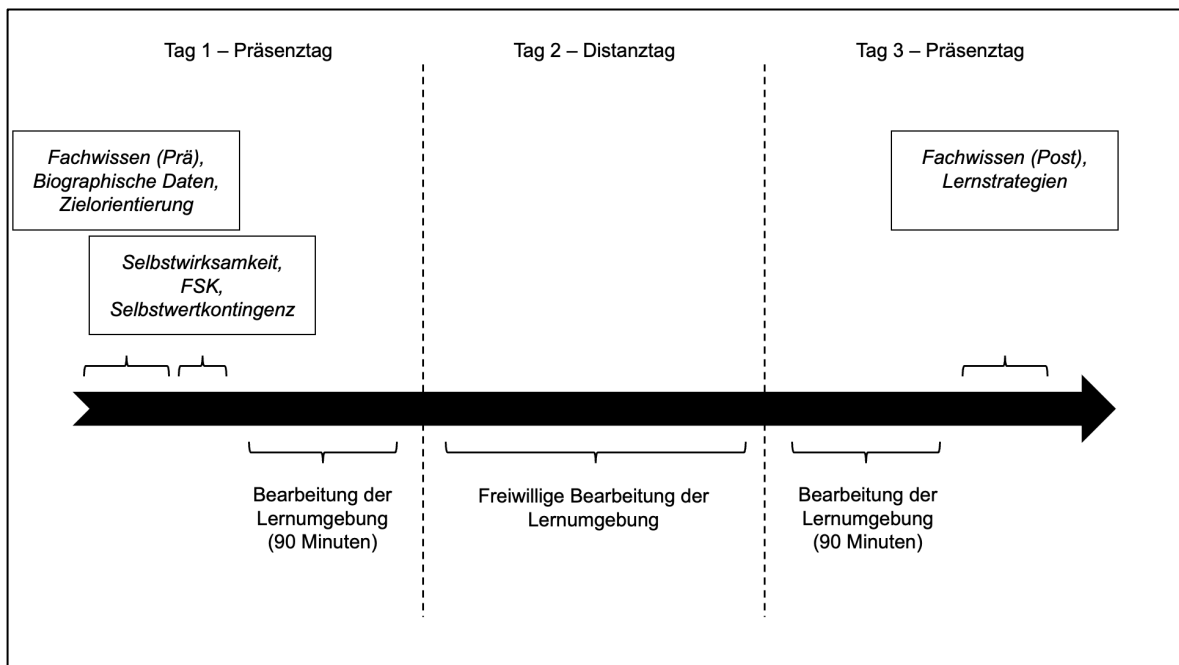 Tag 1 – Präsenztag
Tag 2 – Distanztag
Tag 3 – Präsenztag
Fachwissen (Prä),
Biographische Daten,
Zielorientierung
Selbstwirksamkeit,
FSK,
Selbstwertkontingenz
Fachwissen (Post),
Lernstrategien
Bearbeitung der
Lernumgebung
(90 Minuten)
Freiwillige Bearbeitung der
Lernumgebung
Bearbeitung der
Lernumgebung
(90 Minuten)